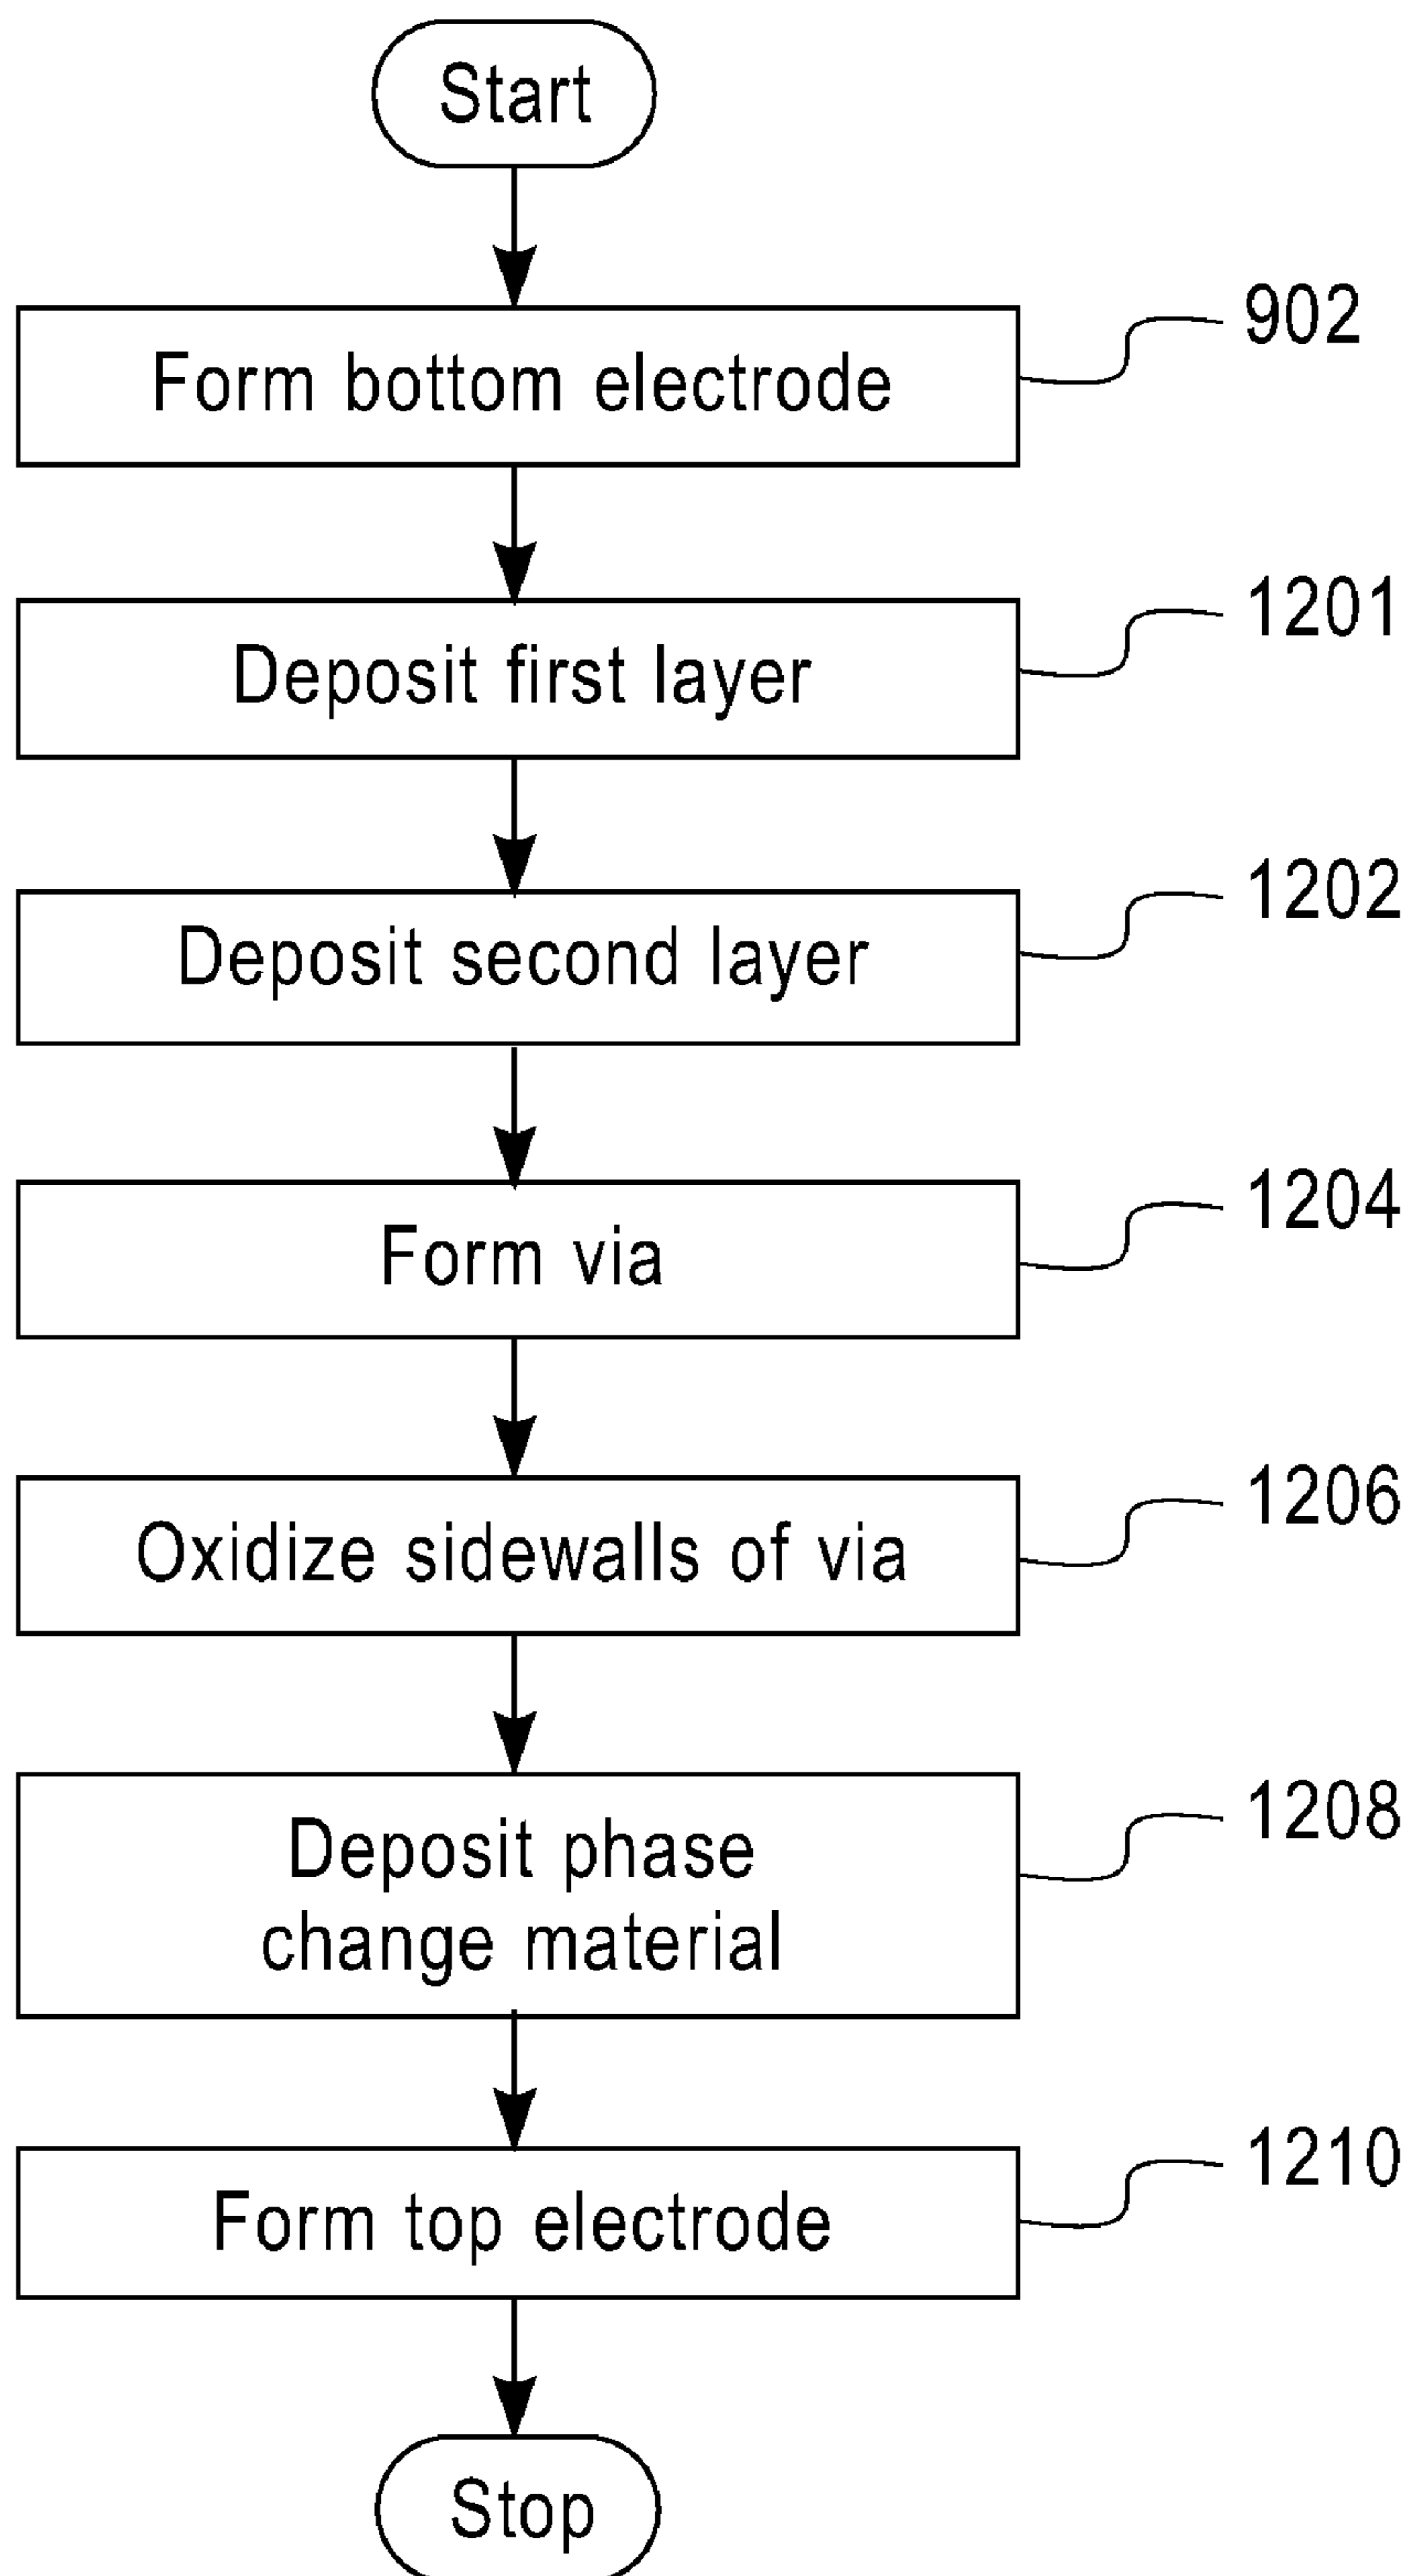 Start
Form bottom electrode
902
Deposit first layer
1201
Deposit second layer
1202
Form via
1204
Oxidize sidewalls of via
1206
Deposit phase
change material
1208
Form top electrode
1210
Stop